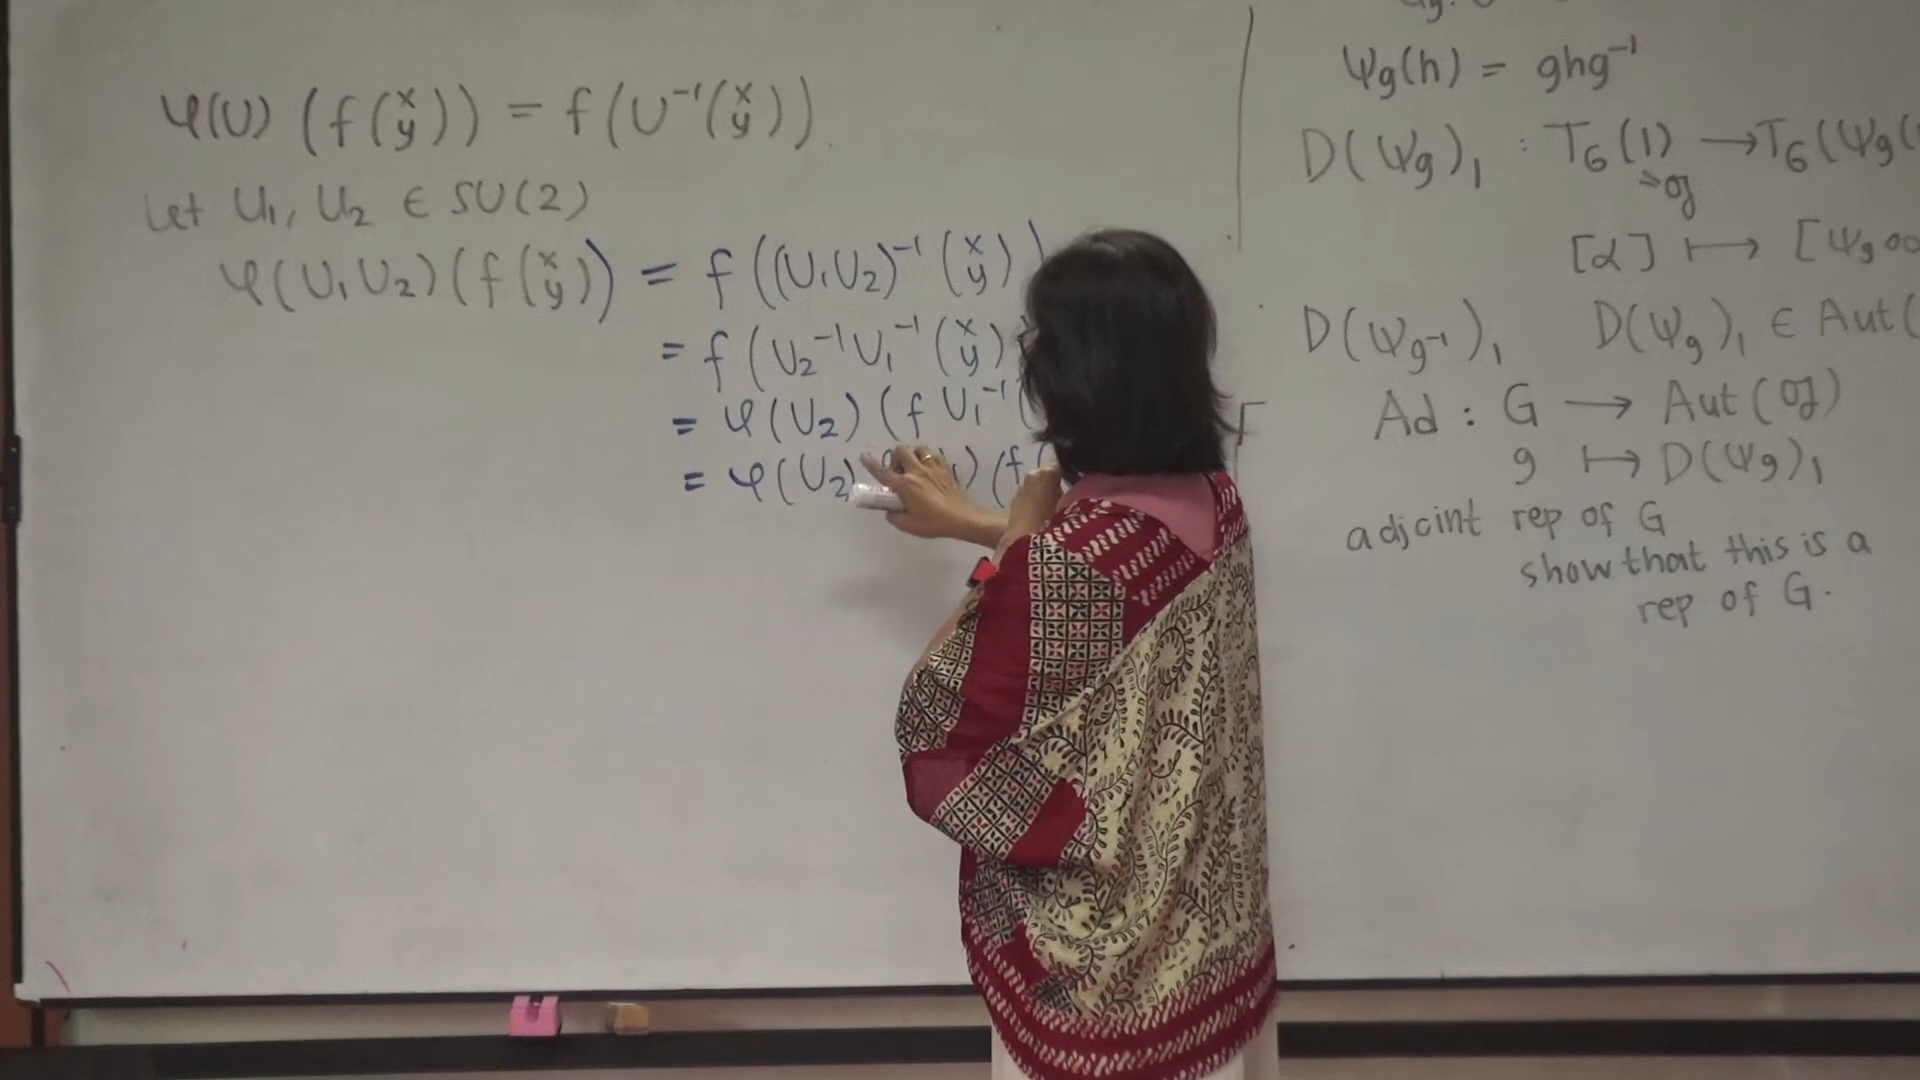 φ(U) (f(x y)) = f(U⁻¹(x y)).
Let U₁, U₂ ∈ SU(2)
φ(U₁U₂)(f(x y)) = f((U₁U₂)⁻¹(x y))
= f(U₂⁻¹U₁⁻¹(x y)
= φ(U₂)(f U₁⁻¹(
= φ(U₂) (f(
Ψg(h) = ghg⁻¹
D(Ψg)₁ : T_G(1) → T_G(Ψg(
𝔤
[α] ↦ [Ψg∘
D(Ψg⁻¹)₁ D(Ψg)₁ ∈ Aut(
Ad : G → Aut(𝔤)
g ↦ D(Ψg)₁
adjoint rep of G
show that this is a
rep of G.